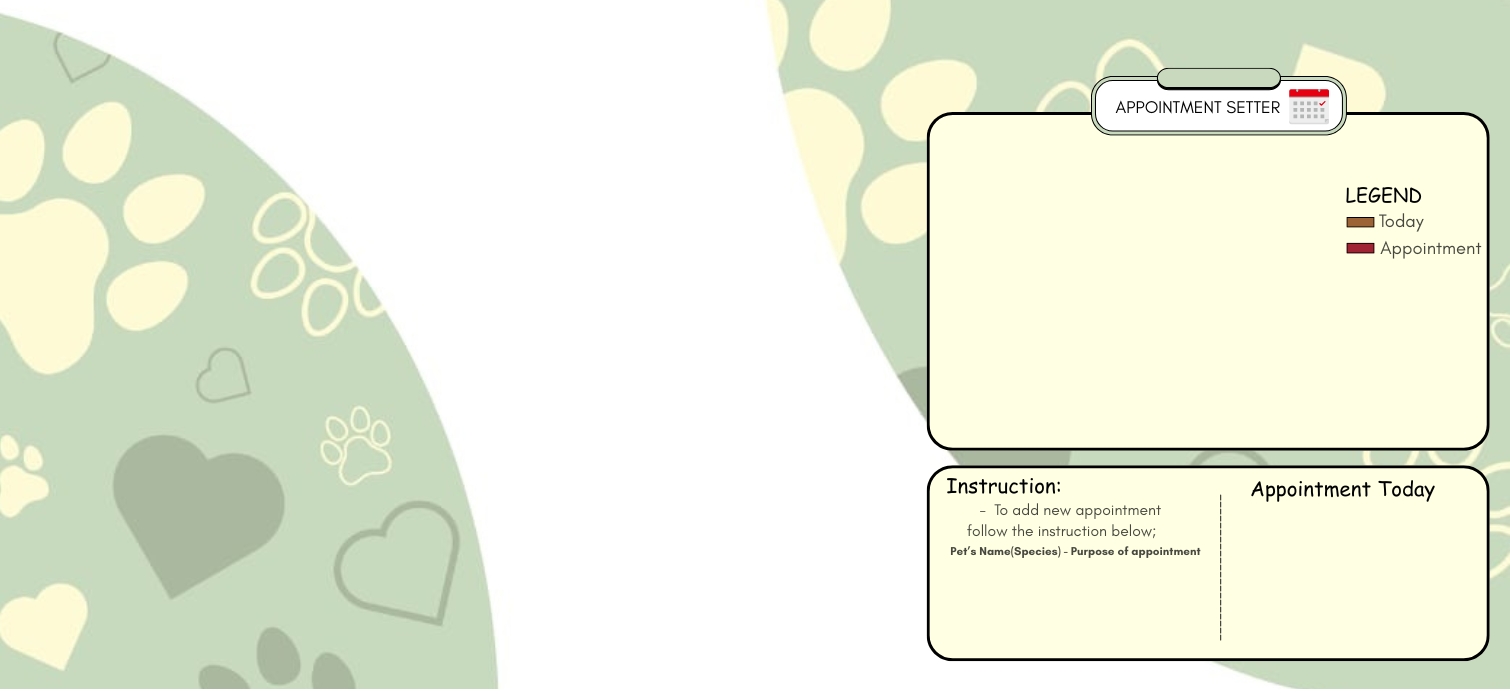 APPOINTMENT SETTER
LEGEND
Today
Appointment
Instruction:
- To add new appointment
follow the instruction below;
Pet's Name(Species) - Purpose of appointment
Appointment Today